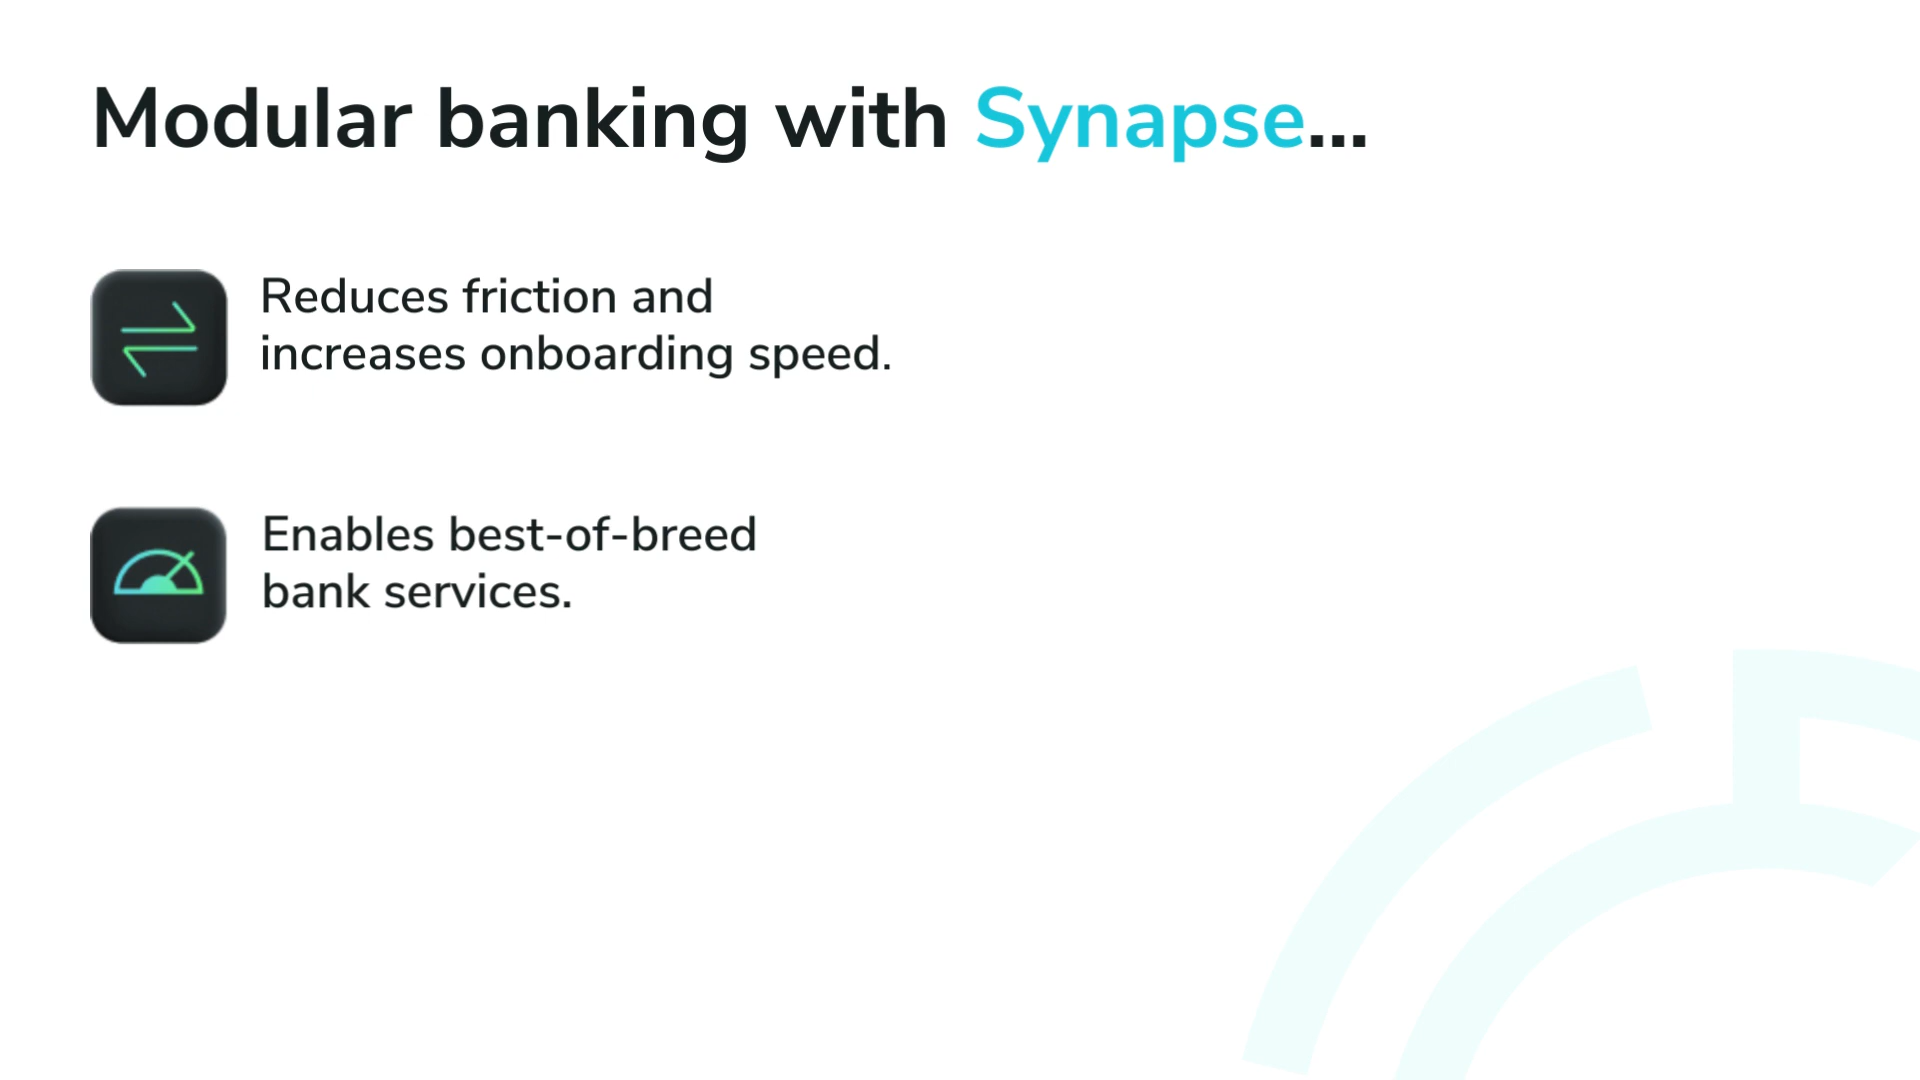 Modular banking with Synapse...
Reduces friction and
increases onboarding speed.
Enables best-of-breed
bank services.